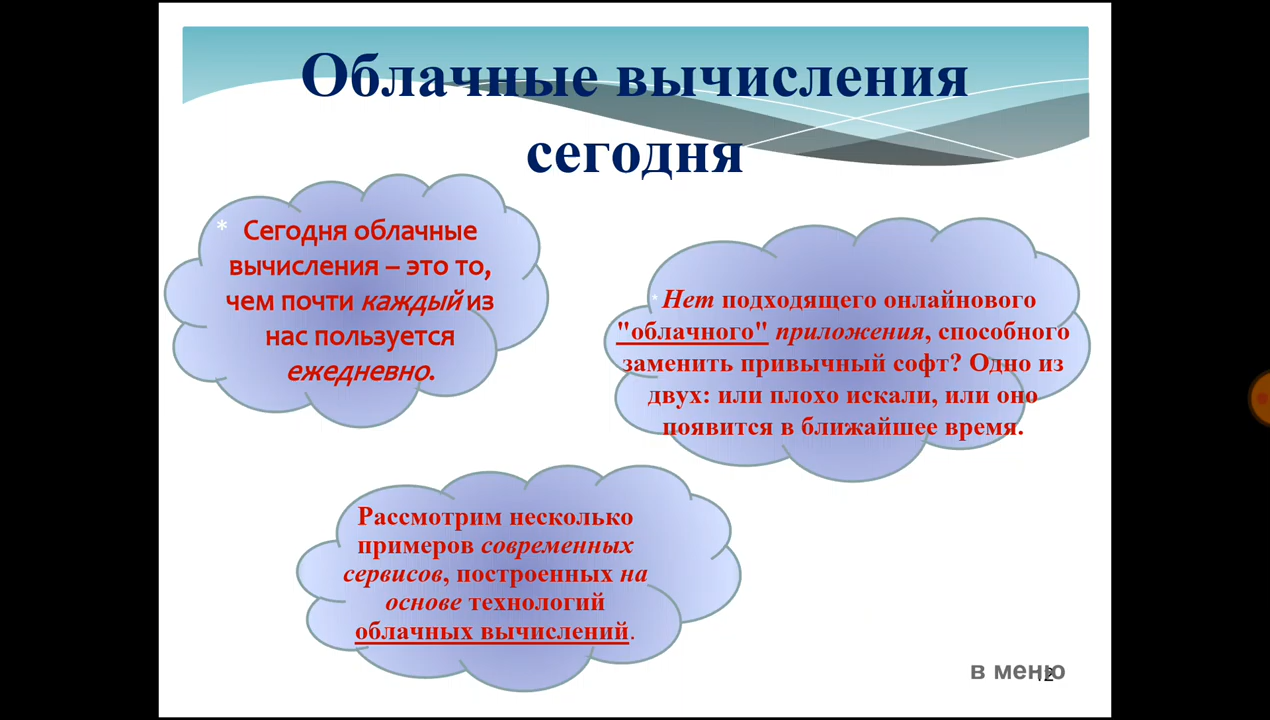 Облачные вычисления
сегодня
* Сегодня облачные
вычисления – это то,
чем почти каждый из
нас пользуется
ежедневно.
* Нет подходящего онлайнового
"облачного" приложения, способного
заменить привычный софт? Одно из
двух: или плохо искали, или оно
появится в ближайшее время.
Рассмотрим несколько
примеров современных
сервисов, построенных на
основе технологий
облачных вычислений.
в меню
12